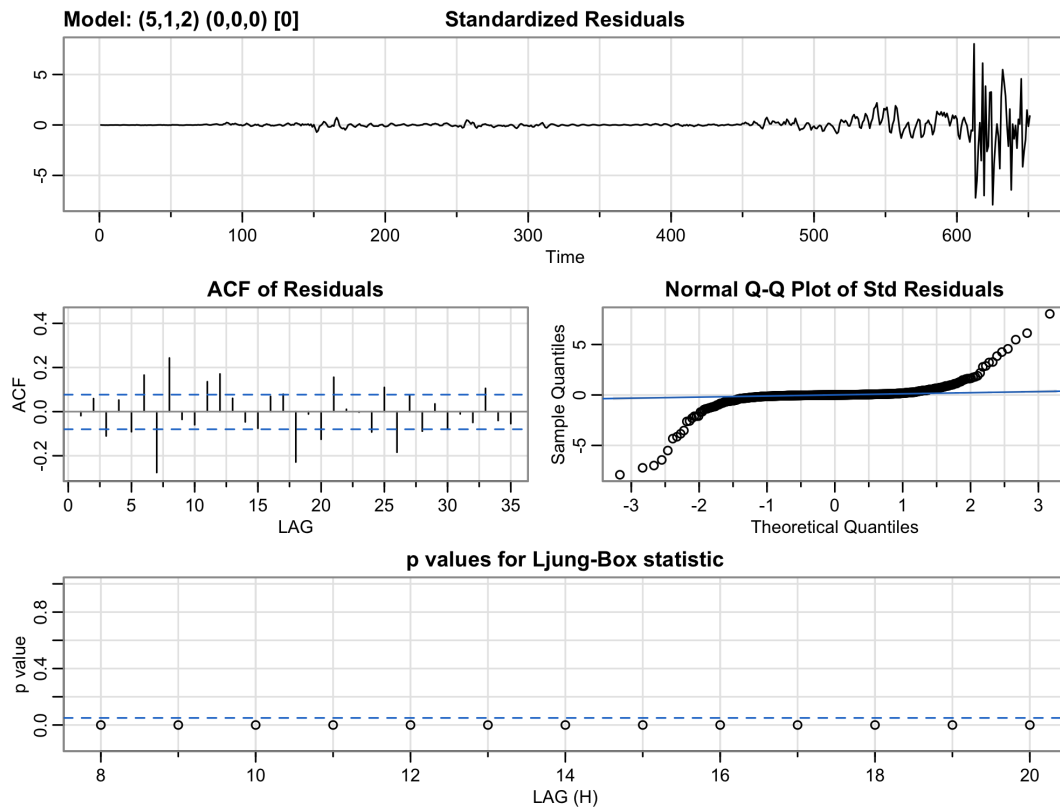 Model: (5,1,2) (0,0,0) [0] Standardized Residuals
5
0
-5
0 100 200 300 400 500 600
Time
ACF of Residuals
ACF
0.4
0.2
0.0
-0.2
0 5 10 15 20 25 30 35
LAG
Normal Q-Q Plot of Std Residuals
Sample Quantiles
5
0
-5
-3 -2 -1 0 1 2 3
Theoretical Quantiles
p values for Ljung-Box statistic
p value
0.8
0.4
0.0
8 10 12 14 16 18 20
LAG (H)